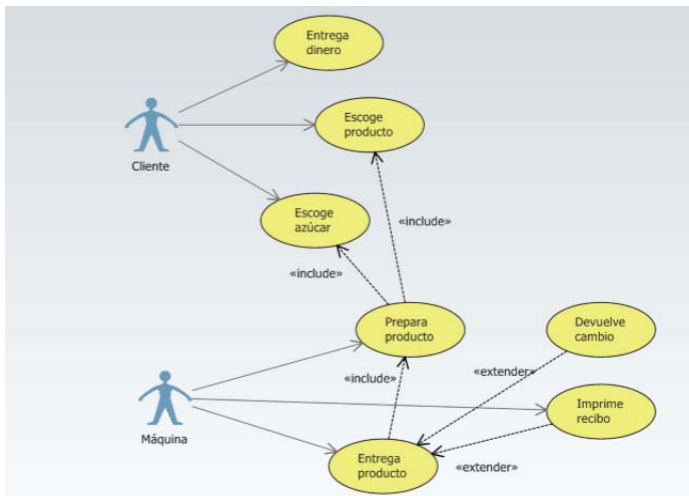 Entrega
dinero
Escoge
producto
Cliente
Escoge
azúcar
«include»
«include»
Prepara
producto
Devuelve
cambio
«include»
«extender»
Imprime
recibo
Máquina
Entrega
producto
«extender»